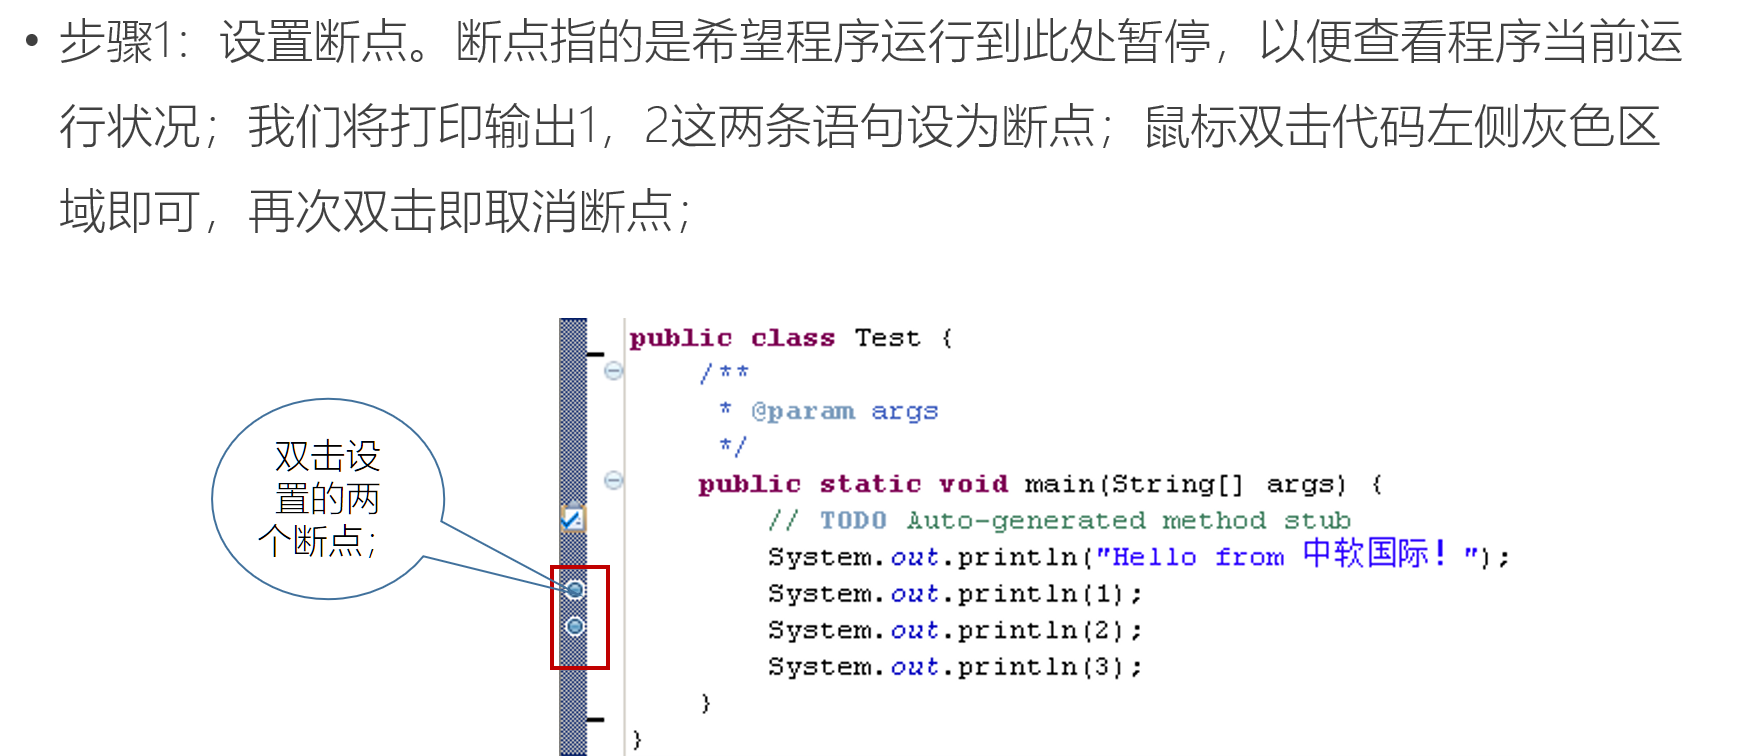 • 步骤1：设置断点。断点指的是希望程序运行到此处暂停，以便查看程序当前运
行状况；我们将打印输出1，2这两条语句设为断点；鼠标双击代码左侧灰色区
域即可，再次双击即取消断点；
双击设
置的两
个断点；
public class Test {
/**
* @param args
*/
public static void main(String[] args) {
// TODO Auto-generated method stub
System.out.println("Hello from 中软国际！");
System.out.println(1);
System.out.println(2);
System.out.println(3);
}
}